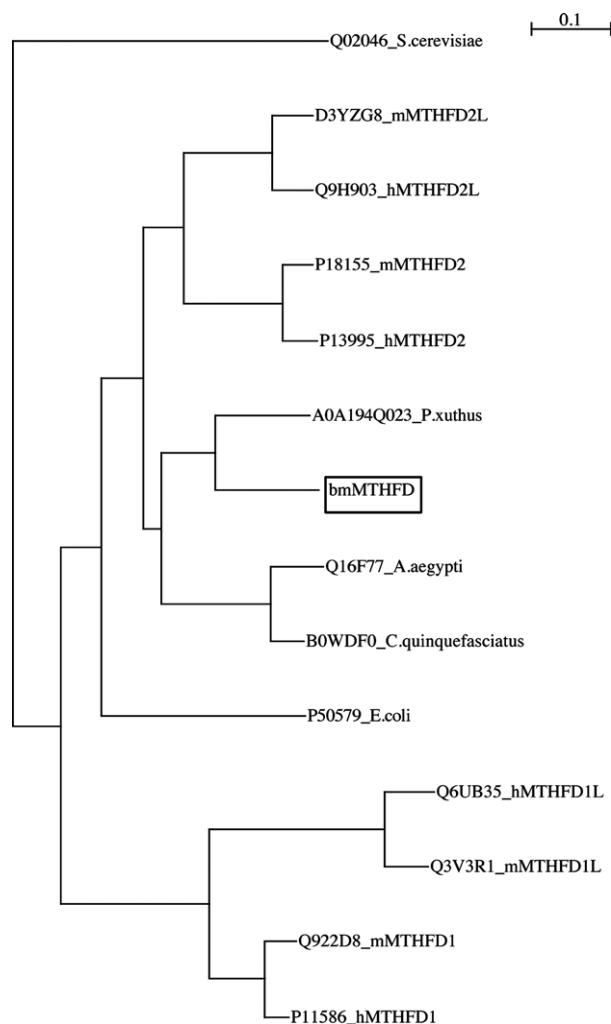 0.1
Q02046_S.cerevisiae
D3YZG8_mMTHFD2L
Q9H903_hMTHFD2L
P18155_mMTHFD2
P13995_hMTHFD2
A0A194Q023_P.xuthus
bmMTHFD
Q16F77_A.aegypti
B0WDF0_C.quinquefasciatus
P50579_E.coli
Q6UB35_hMTHFD1L
Q3V3R1_mMTHFD1L
Q922D8_mMTHFD1
P11586_hMTHFD1